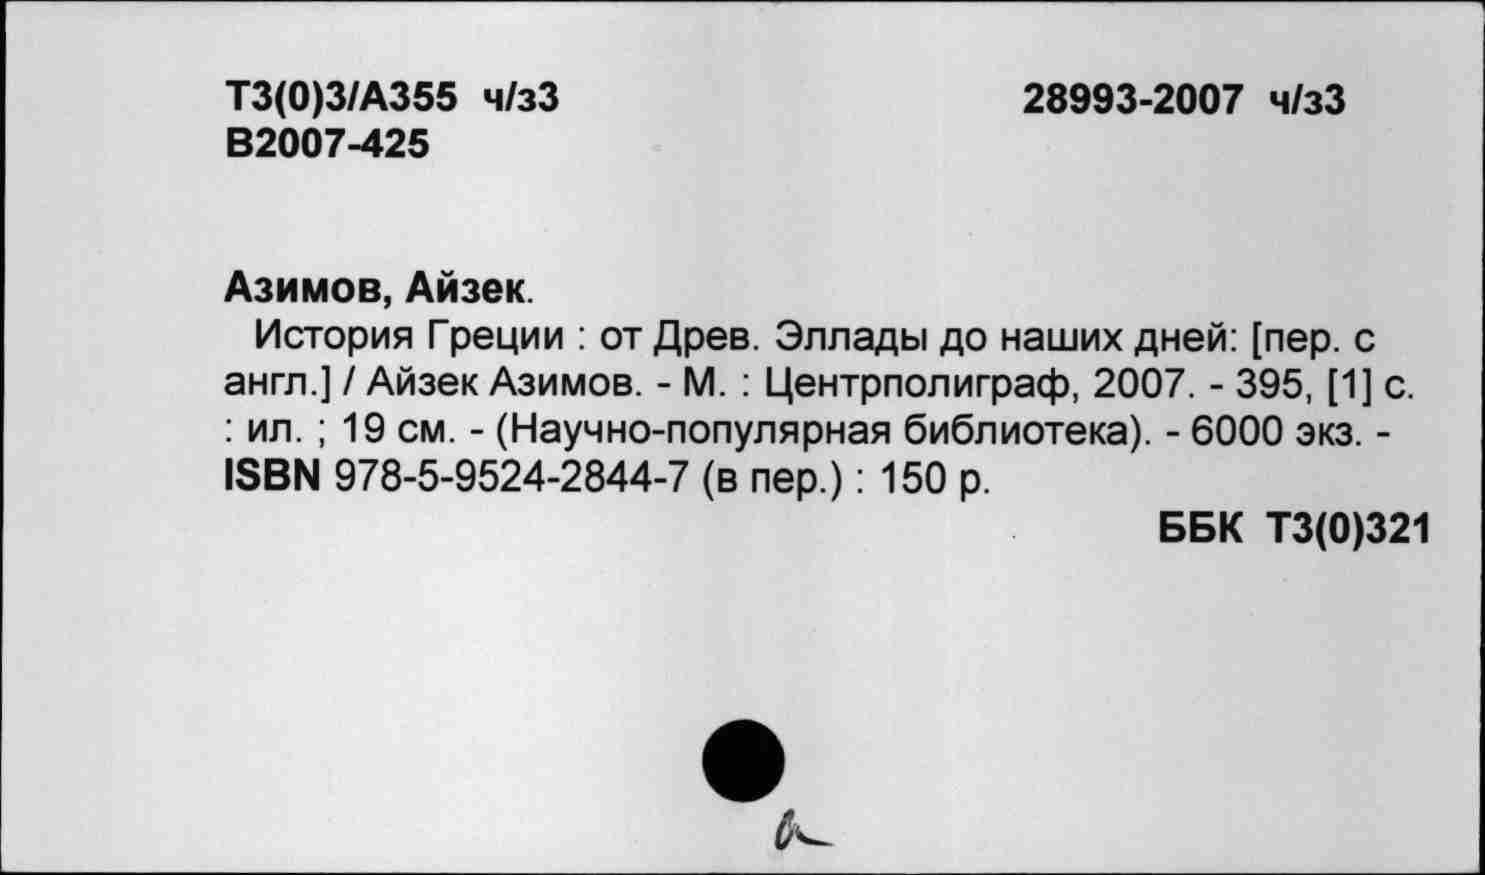 Т3(0)3/А355 ч/з3
28993-2007 ч/з3
В2007-425
Азимов, Айзек.
История Греции : от Древ. Эллады до наших дней: [пер. с
англ.] / Айзек Азимов. - М. : Центрполиграф, 2007. - 395, [1] с.
: ил. ; 19 см. - (Научно-популярная библиотека). - 6000 экз. -
ISBN 978-5-9524-2844-7 (в пер.) : 150 р.
ББК Т3(0)321